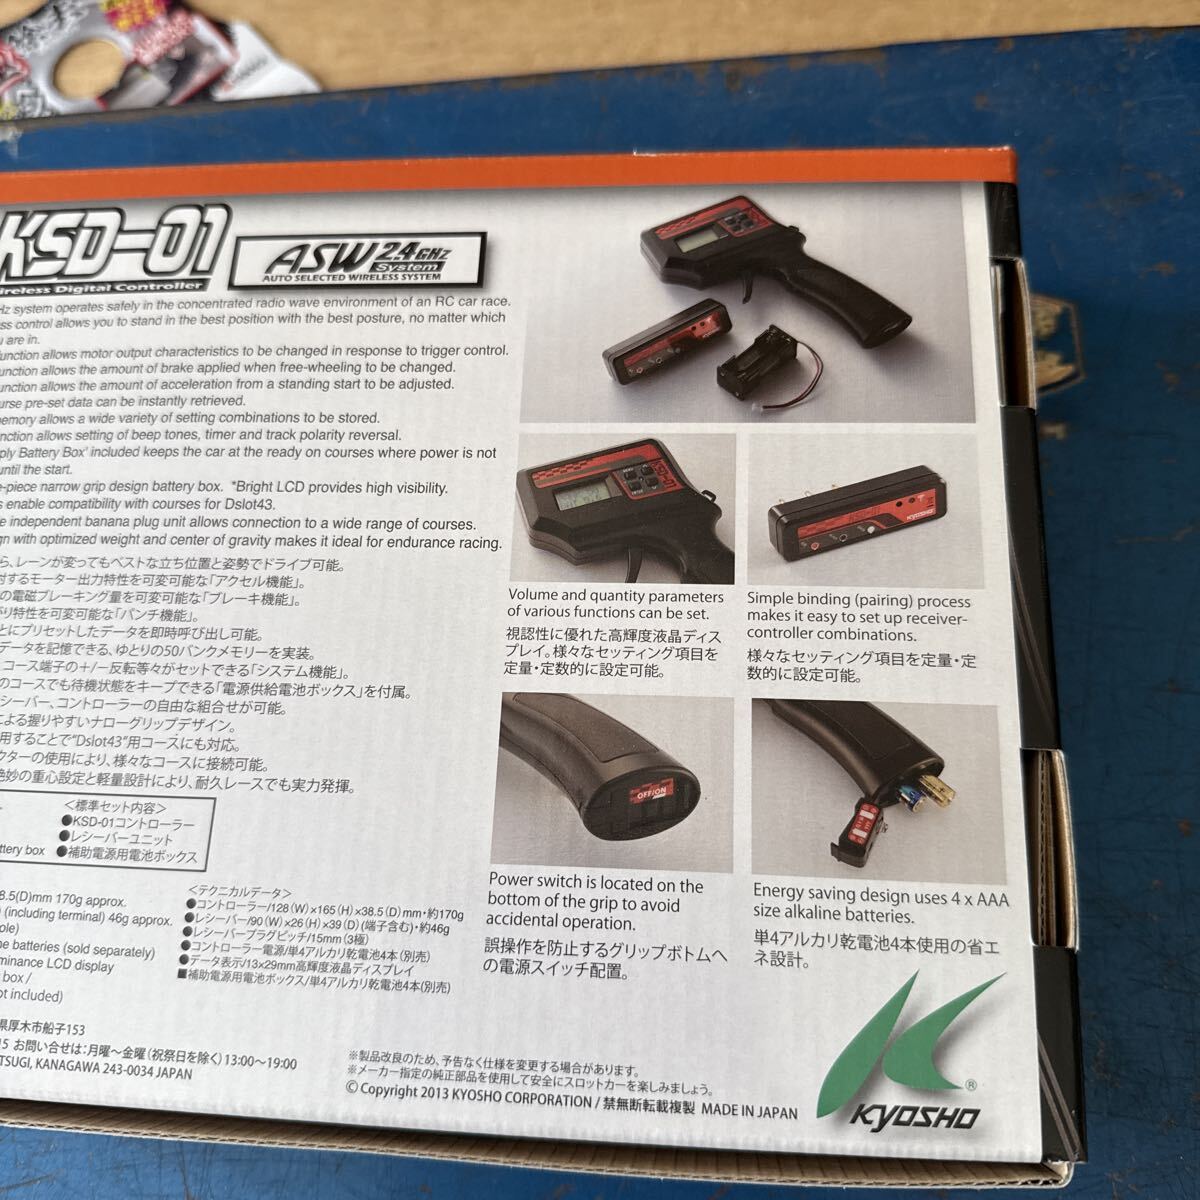 KSD-01
ireless Digital Controller
ASW 2.4GHz
System
AUTO SELECTED WIRELESS SYSTEM
Hz system operates safely in the concentrated radio wave environment of an RC car race.
ess control allows you to stand in the best position with the best posture, no matter which
u are in.
unction allows motor output characteristics to be changed in response to trigger control.
unction allows the amount of brake applied when free-wheeling to be changed.
unction allows the amount of acceleration from a standing start to be adjusted.
urse pre-set data can be instantly retrieved.
memory allows a wide variety of setting combinations to be stored.
nction allows setting of beep tones, timer and track polarity reversal.
ply Battery Box' included keeps the car at the ready on courses where power is not
until the start.
e-piece narrow grip design battery box. *Bright LCD provides high visibility.
s enable compatibility with courses for Dslot43.
e independent banana plug unit allows connection to a wide range of courses.
gn with optimized weight and center of gravity makes it ideal for endurance racing.
ら、レーンが変ってもベストな立ち位置と姿勢でドライブ可能。
対するモーター出力特性を可変可能な「アクセル機能」。
の電磁ブレーキング量を可変可能な「ブレーキ機能」。
がり特性を可変可能な「パンチ機能」。
とにプリセットしたデータを即時呼び出し可能。
データを記憶できる、ゆとりの50バンクメモリーを実装。
コース端子の+/-反転等々がセットできる「システム機能」。
のコースでも待機状態をキープできる「電源供給電池ボックス」を付属。
シーバー、コントローラーの自由な組合せが可能。
による握りやすいナローグリップデザイン。
用することで"Dslot43"用コースにも対応。
クターの使用により、様々なコースに接続可能。
絶妙の重心設定と軽量設計により、耐久レースでも実力発揮。
<標準セット内容>
●KSD-01コントローラー
●レシーバーユニット
ttery box ●補助電源用電池ボックス
8.5(D)mm 170g approx.
) (including terminal) 46g approx.
ole)
ne batteries (sold separately)
minance LCD display
box /
ot included)
<テクニカルデータ>
●コントローラー/128(W)×165(H)×38.5(D)mm・約170g
●レシーバー/90(W)×26(H)×39(D)(端子含む)・約46g
●レシーバープラグピッチ/15mm(3極)
●コントローラー電源/単4アルカリ乾電池4本(別売)
●データ表示/13×29mm高輝度液晶ディスプレイ
■補助電源用電池ボックス/単4アルカリ乾電池4本(別売)
県厚木市船子153
15 お問い合せは:月曜〜金曜(祝祭日を除く)13:00〜19:00
TSUGI, KANAGAWA 243-0034 JAPAN
KSD-01
KSD-01
KYOSHO
Volume and quantity parameters
of various functions can be set.
視認性に優れた高輝度液晶ディス
プレイ。様々なセッティング項目を
定量・定数的に設定可能。
Simple binding (pairing) process
makes it easy to set up receiver-
controller combinations.
様々なセッティング項目を定量・定
数的に設定可能。
OFF/ON
Power switch is located on the
bottom of the grip to avoid
accidental operation.
誤操作を防止するグリップボトムへ
の電源スイッチ配置。
Energy saving design uses 4 x AAA
size alkaline batteries.
単4アルカリ乾電池4本使用の省エ
ネ設計。
※製品改良のため、予告なく仕様を変更する場合があります。
※メーカー指定の純正部品を使用して安全にスロットカーを楽しみましょう。
© Copyright 2013 KYOSHO CORPORATION / 禁無断転載複製 MADE IN JAPAN
®
KYOSHO